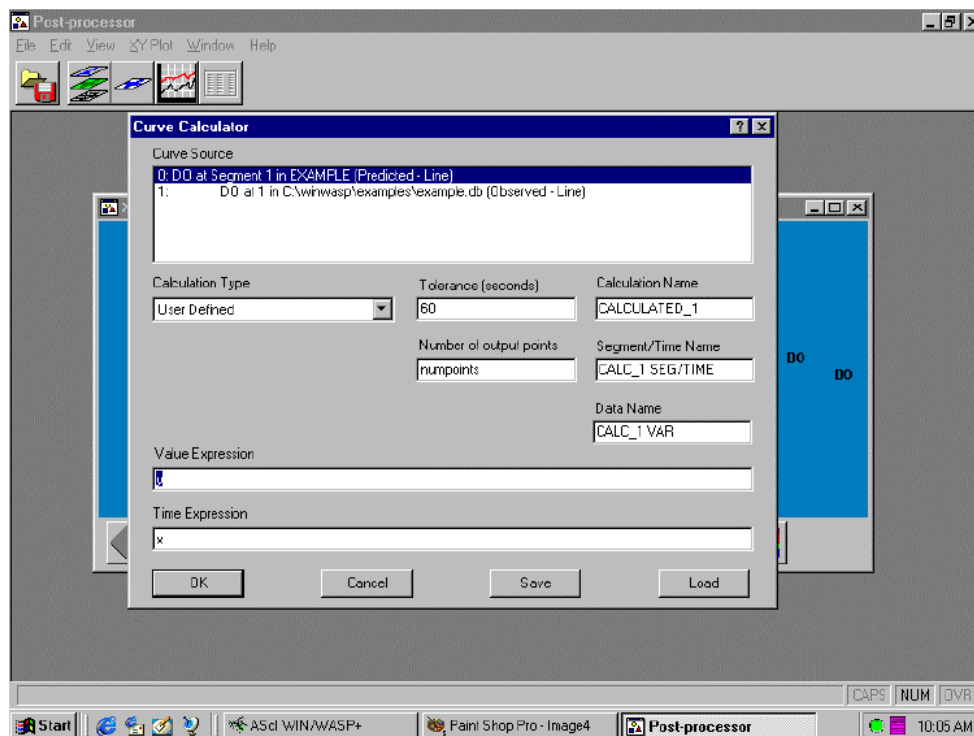 Post-processor
File Edit View XY Plot Window Help
Curve Calculator
Curve Source
0: DO at Segment 1 in EXAMPLE (Predicted - Line)
1: DO at 1 in C:\winwasp\examples\example.db (Observed - Line)
Calculation Type
Tolerance (seconds)
Calculation Name
User Defined
60
CALCULATED_1
Number of output points
Segment/Time Name
numpoints
CALC_1 SEG/TIME
DO
DO
Data Name
CALC_1 VAR
Value Expression
y
Time Expression
x
OK Cancel Save Load
CAPS NUM OVR
Start AScI WIN/WASP+ Paint Shop Pro - Image4 Post-processor 10:05 AM